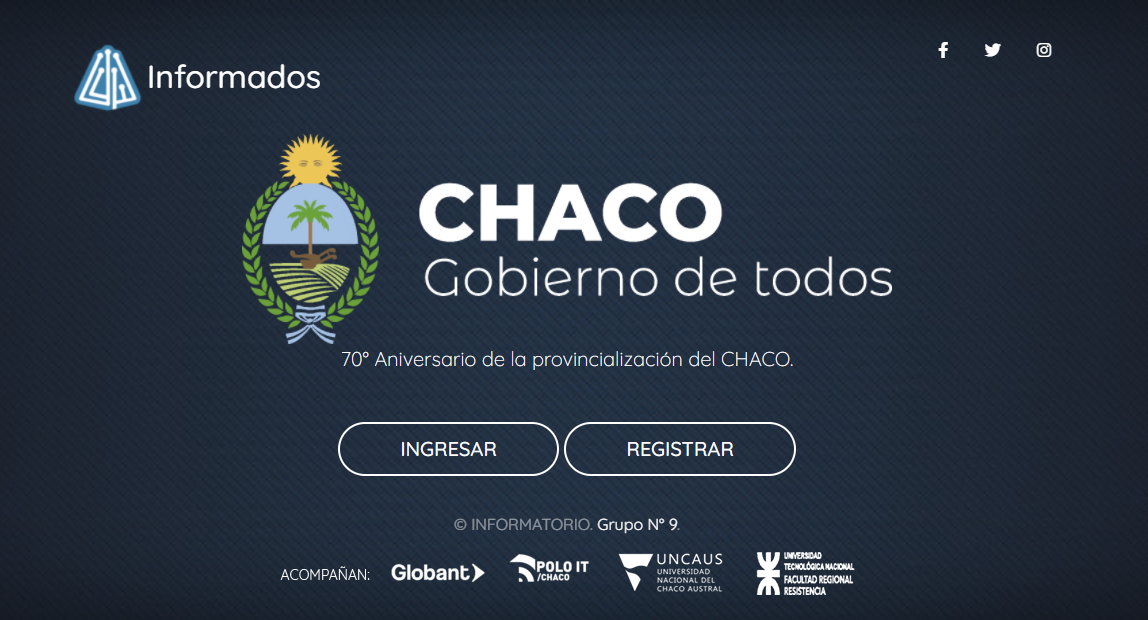 Informados
CHACO
Gobierno de todos
70° Aniversario de la provincialización del CHACO.
INGRESAR
REGISTRAR
© INFORMATORIO. Grupo N° 9.
ACOMPAÑAN:
Globant
POLO IT
/CHACO
UNCAUS
UNIVERSIDAD
NACIONAL DEL
CHACO AUSTRAL
UNIVERSIDAD
TECNOLÓGICA NACIONAL
FACULTAD REGIONAL
RESISTENCIA